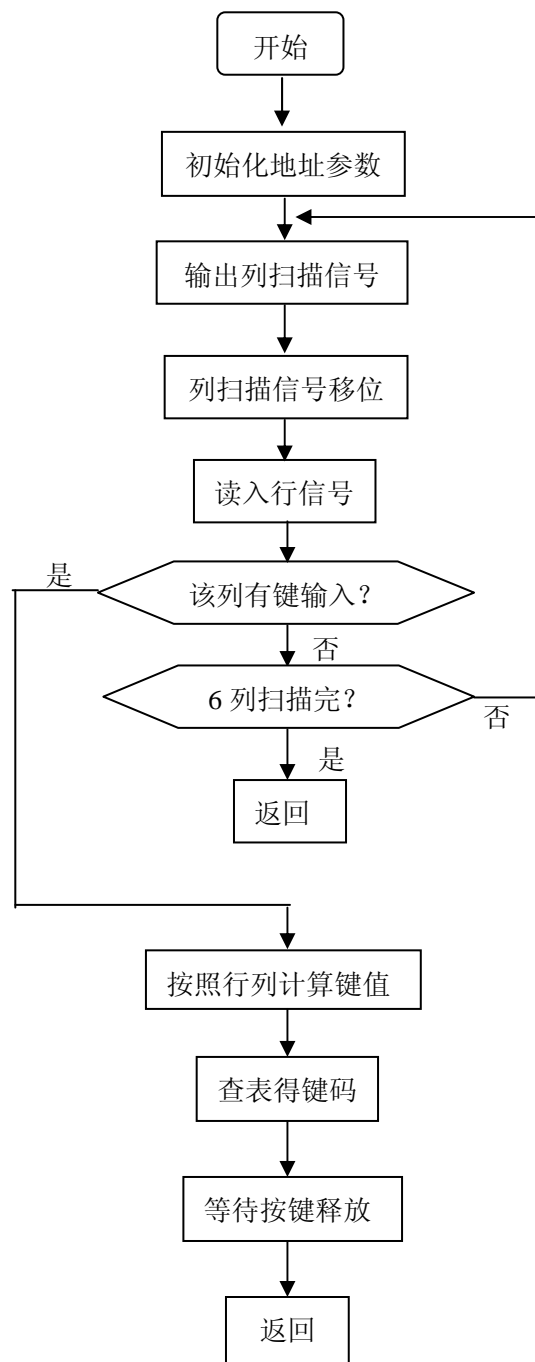 开始
初始化地址参数
输出列扫描信号
列扫描信号移位
读入行信号
是
该列有键输入？
否
6 列扫描完？
否
是
返回
按照行列计算键值
查表得键码
等待按键释放
返回